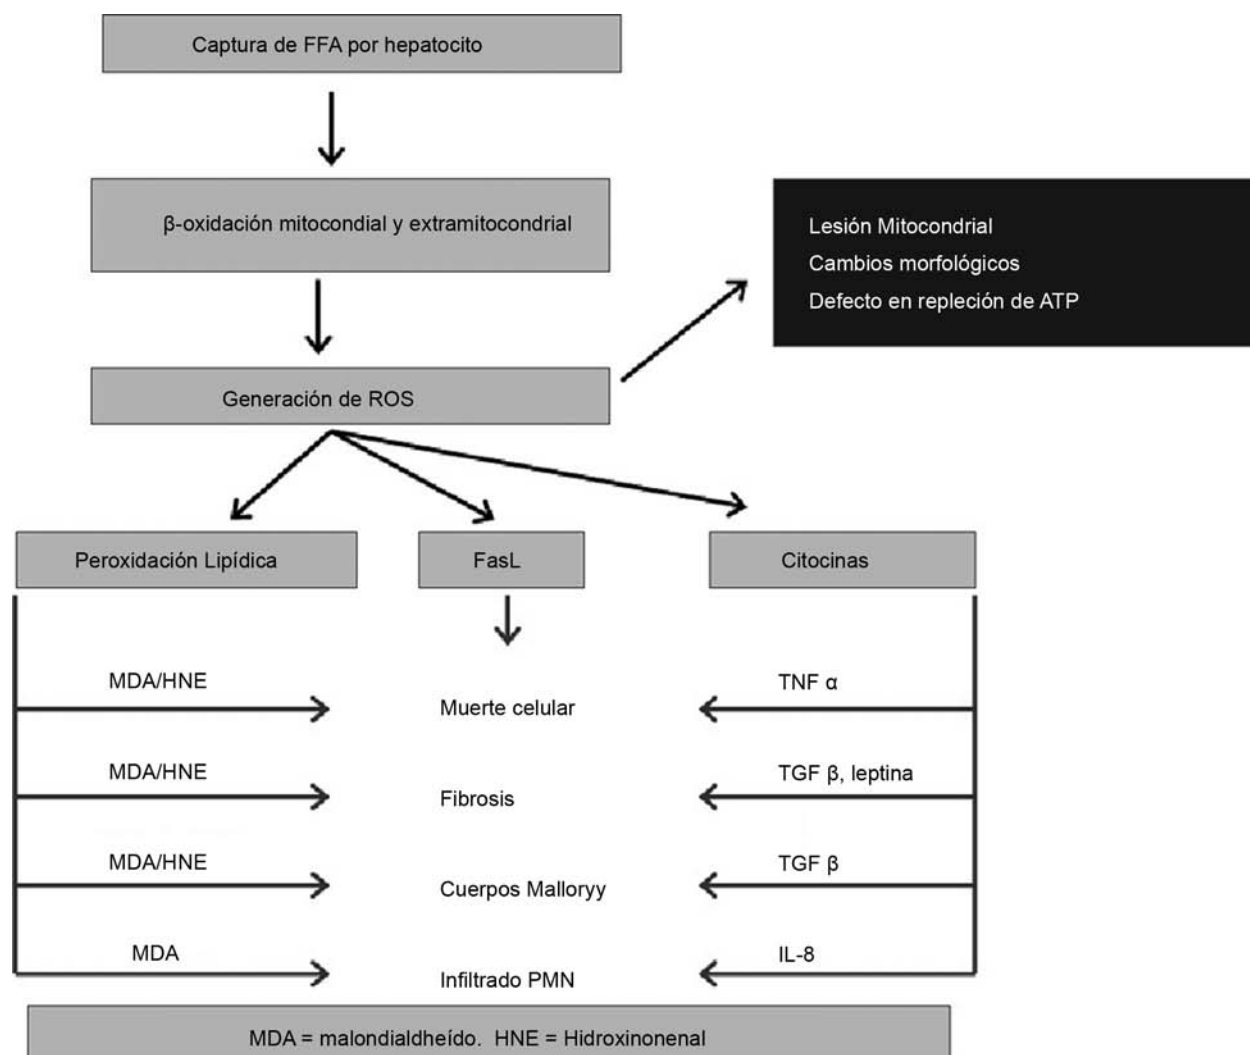 Captura de FFA por hepatocito
β-oxidación mitocondial y extramitocondrial
Lesión Mitocondrial
Cambios morfológicos
Defecto en repleción de ATP
Generación de ROS
Peroxidación Lipídica
FasL
Citocinas
MDA/HNE
Muerte celular
TNF α
MDA/HNE
Fibrosis
TGF β, leptina
MDA/HNE
Cuerpos Malloryy
TGF β
MDA
Infiltrado PMN
IL-8
MDA = malondialdheído. HNE = Hidroxinonenal